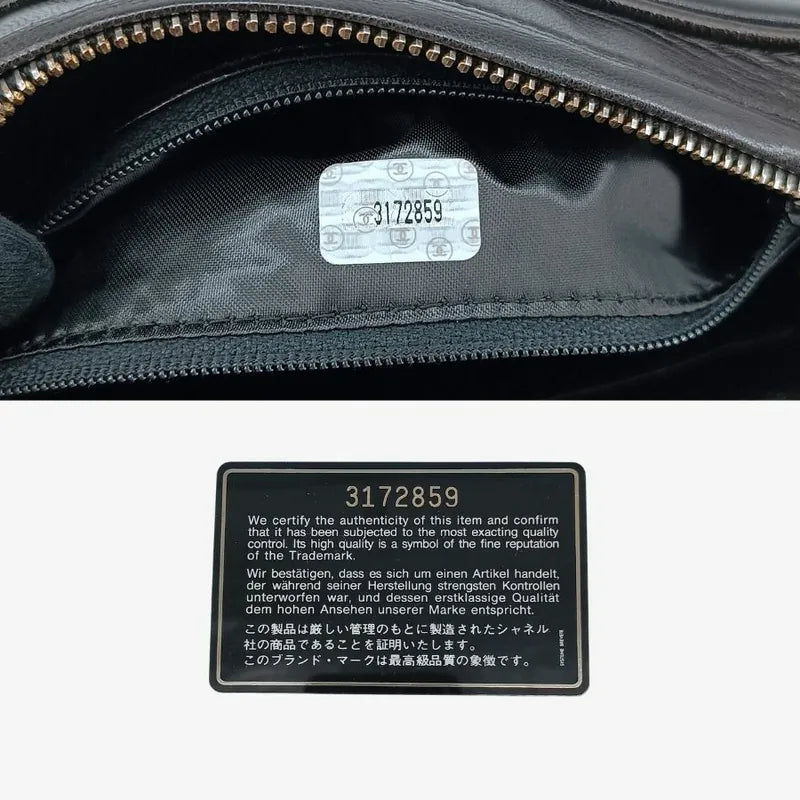 3172859
3172859
We certify the authenticity of this item and confirm
that it has been subjected to the most exacting quality
control. Its high quality is a symbol of the fine reputation
of the Trademark.
Wir bestätigen, dass es sich um einen Artikel handelt,
der während seiner Herstellung strengsten Kontrollen
unterworfen war, und dessen erstklassige Qualität
dem hohen Ansehen unserer Marke entspricht.
この製品は厳しい管理のもとに製造されたシャネル
社の商品であることを証明いたします。
このブランド・マークは最高級品質の象徴です。